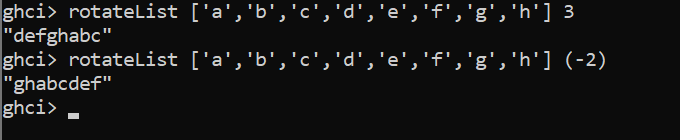 ghci> rotateList ['a','b','c','d','e','f','g','h'] 3
"defghabc"
ghci> rotateList ['a','b','c','d','e','f','g','h'] (-2)
"ghabcdef"
ghci>